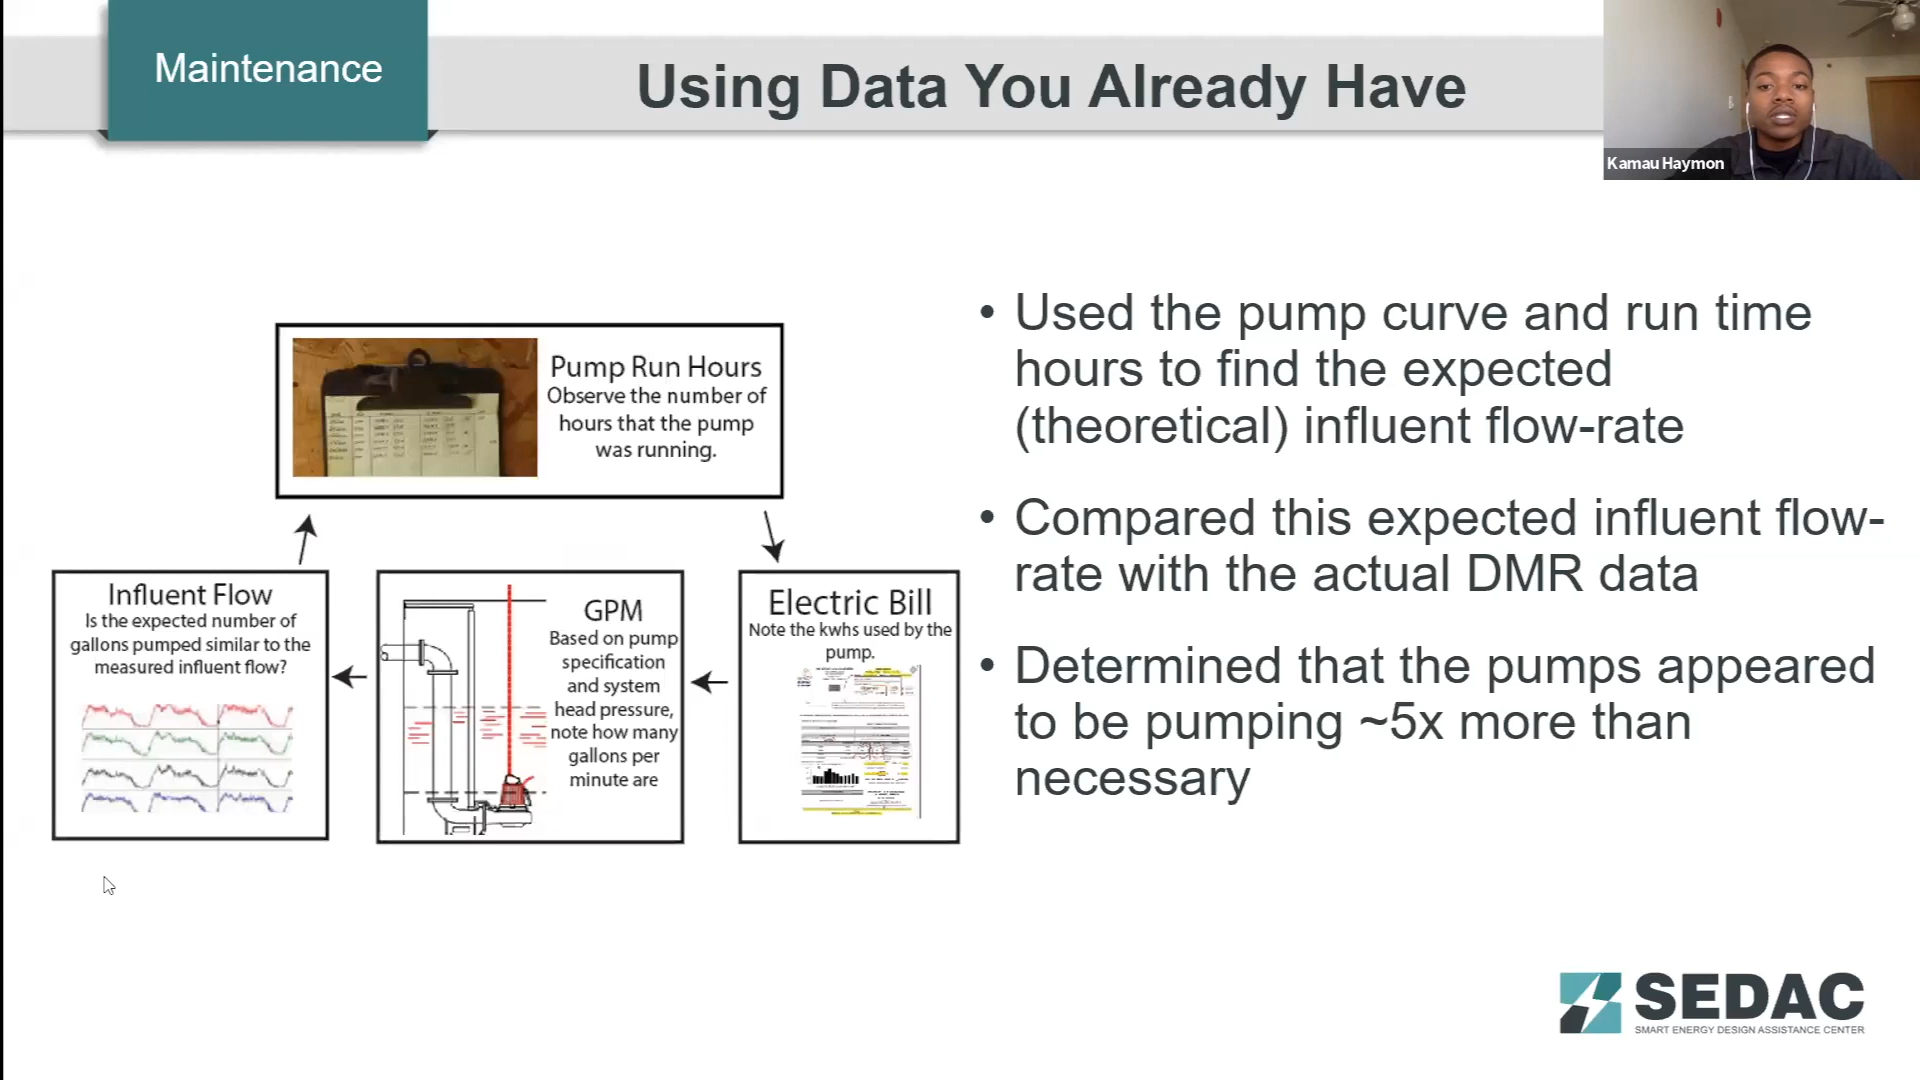 Maintenance
Using Data You Already Have
Kamau Haymon
Pump Run Hours
Observe the number of
hours that the pump
was running.
Influent Flow
Is the expected number of
gallons pumped similar to the
measured influent flow?
GPM
Based on pump
specification
and system
head pressure,
note how many
gallons per
minute are
Electric Bill
Note the kwhs used by the
pump.
• Used the pump curve and run time
hours to find the expected
(theoretical) influent flow-rate
• Compared this expected influent flow-
rate with the actual DMR data
• Determined that the pumps appeared
to be pumping ~5x more than
necessary
SEDAC
SMART ENERGY DESIGN ASSISTANCE CENTER